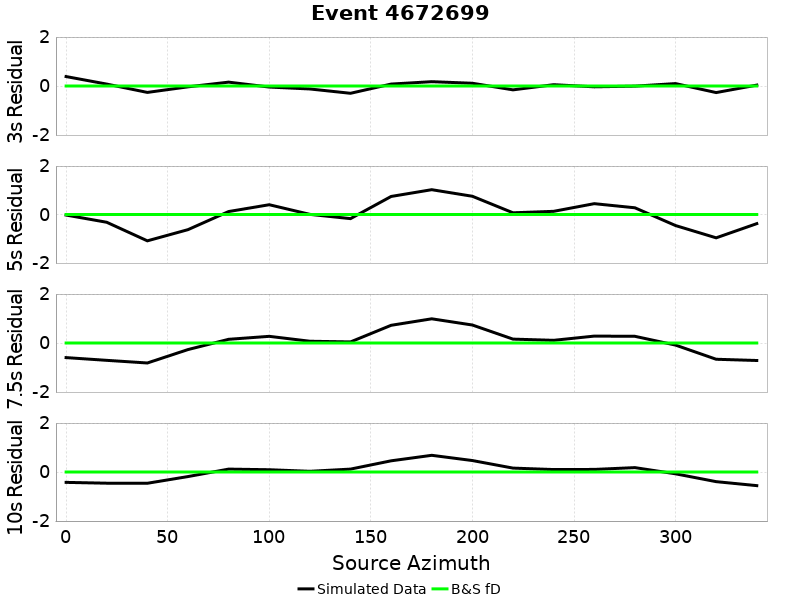 Event 4672699
3s Residual
2
0
-2
5s Residual
2
0
-2
7.5s Residual
2
0
-2
10s Residual
2
0
-2
0 50 100 150 200 250 300
Source Azimuth
Simulated Data B&S fD